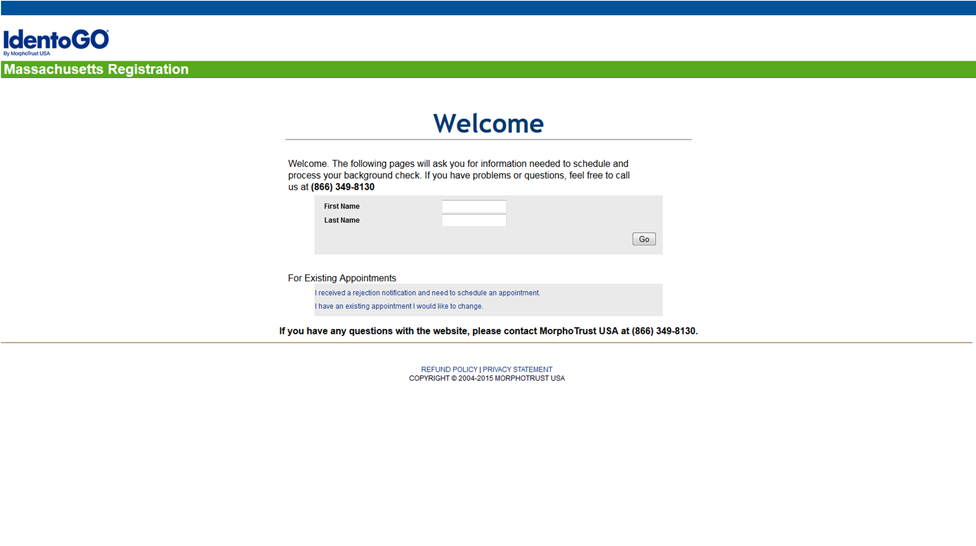 IdentoGO
By MorphoTrust USA
Massachusetts Registration
Welcome
Welcome. The following pages will ask you for information needed to schedule and
process your background check. If you have problems or questions, feel free to call
us at (866) 349-8130
First Name
Last Name
Go
For Existing Appointments
I received a rejection notification and need to schedule an appointment.
I have an existing appointment I would like to change.
If you have any questions with the website, please contact MorphoTrust USA at (866) 349-8130.
REFUND POLICY | PRIVACY STATEMENT
COPYRIGHT © 2004-2015 MORPHOTRUST USA